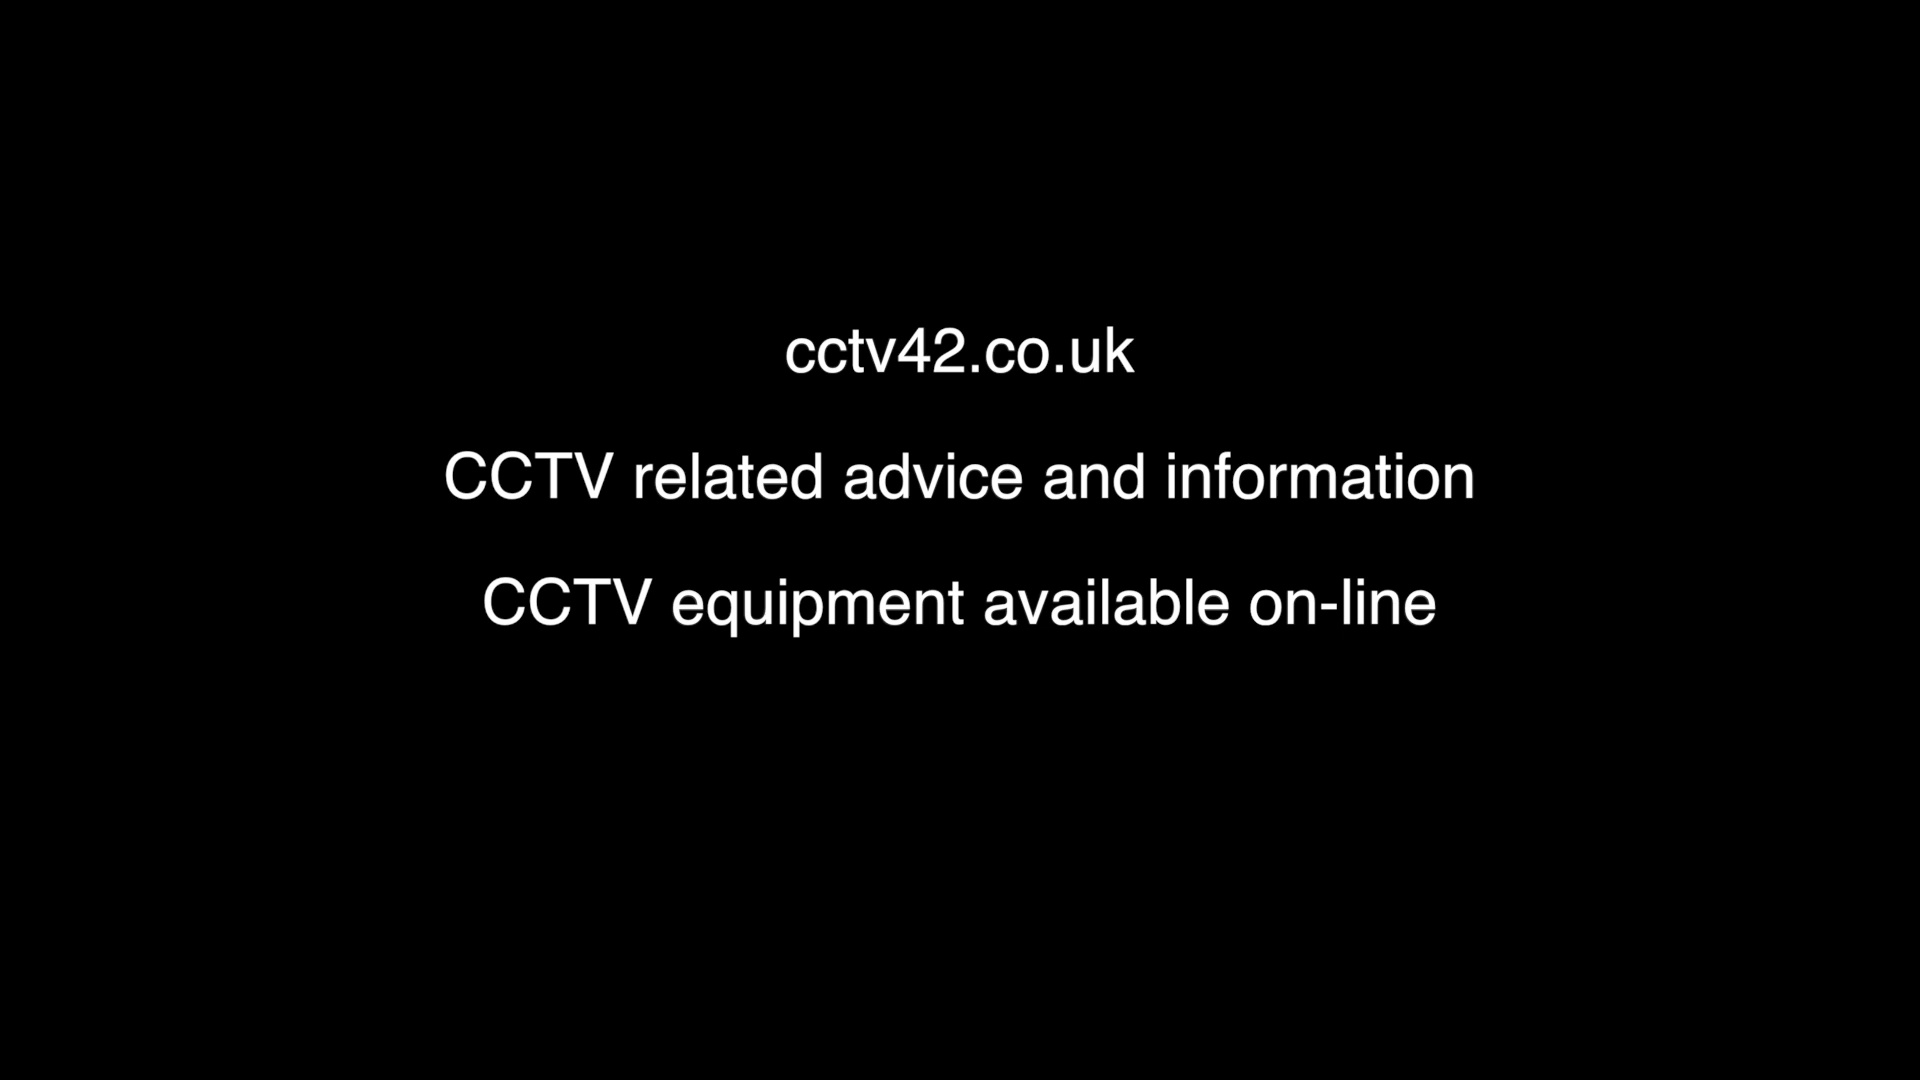 cctv42.co.uk
CCTV related advice and information
CCTV equipment available on-line